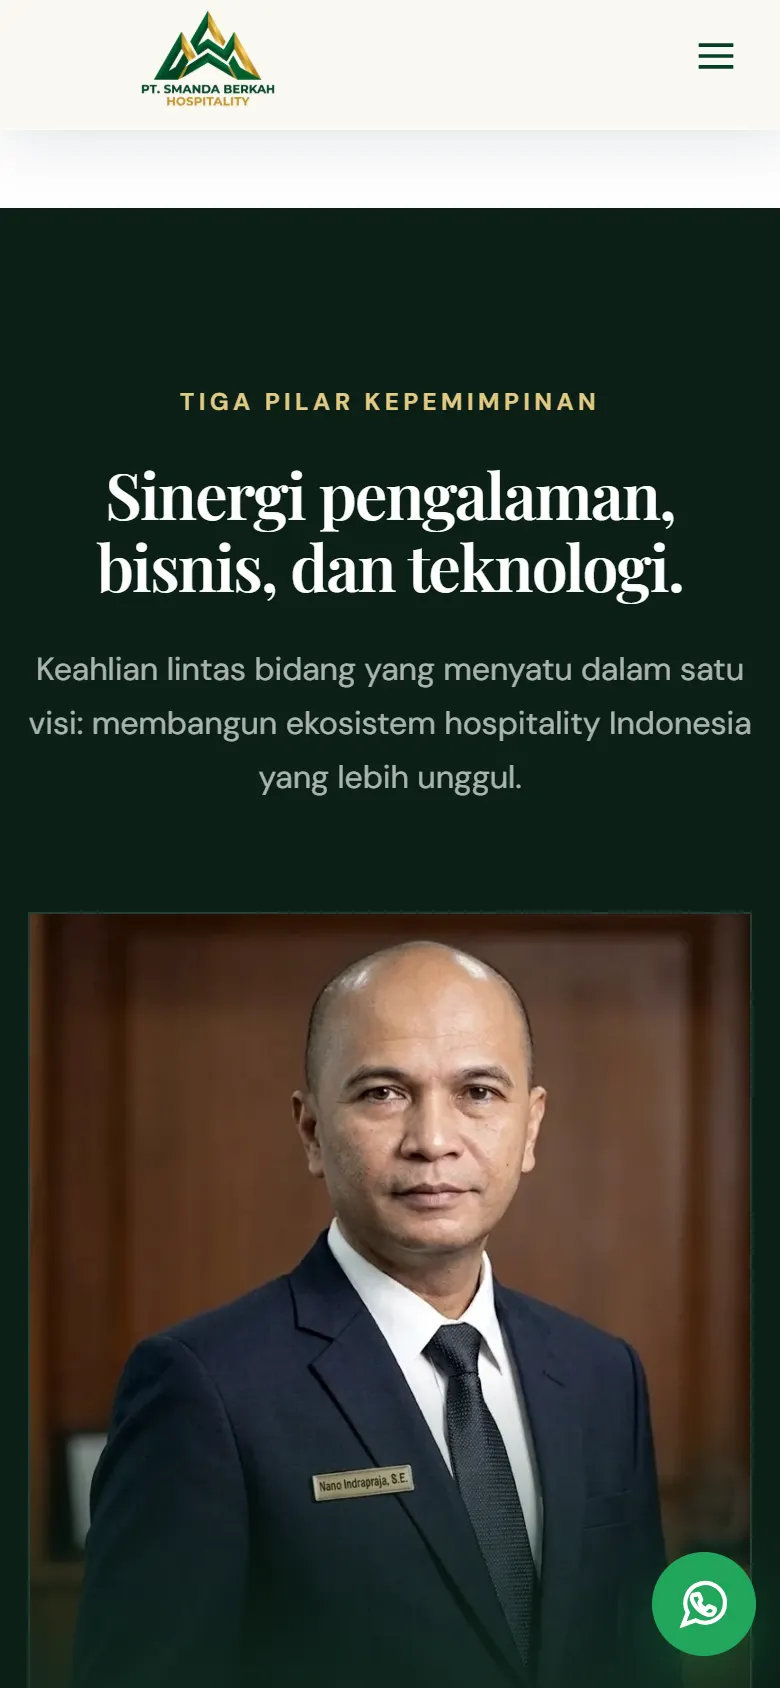 PT. SMANDA BERKAH
HOSPITALITY
TIGA PILAR KEPEMIMPINAN
Sinergi pengalaman,
bisnis, dan teknologi.
Keahlian lintas bidang yang menyatu dalam satu
visi: membangun ekosistem hospitality Indonesia
yang lebih unggul.
Nano Indrapraja, S.E.